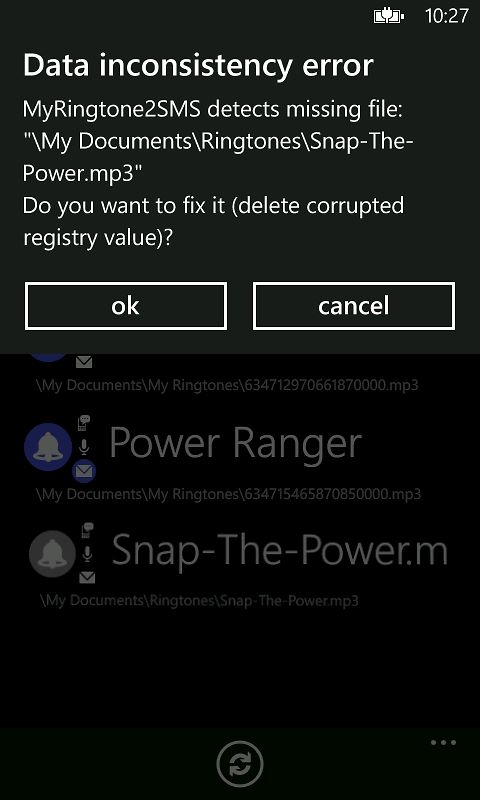 10:27
Data inconsistency error
MyRingtone2SMS detects missing file:
"\My Documents\Ringtones\Snap-The-
Power.mp3"
Do you want to fix it (delete corrupted
registry value)?
ok
cancel
\My Documents\My Ringtones\634712970661870000.mp3
Power Ranger
\My Documents\My Ringtones\634715465870850000.mp3
Snap-The-Power.m
\My Documents\Ringtones\Snap-The-Power.mp3